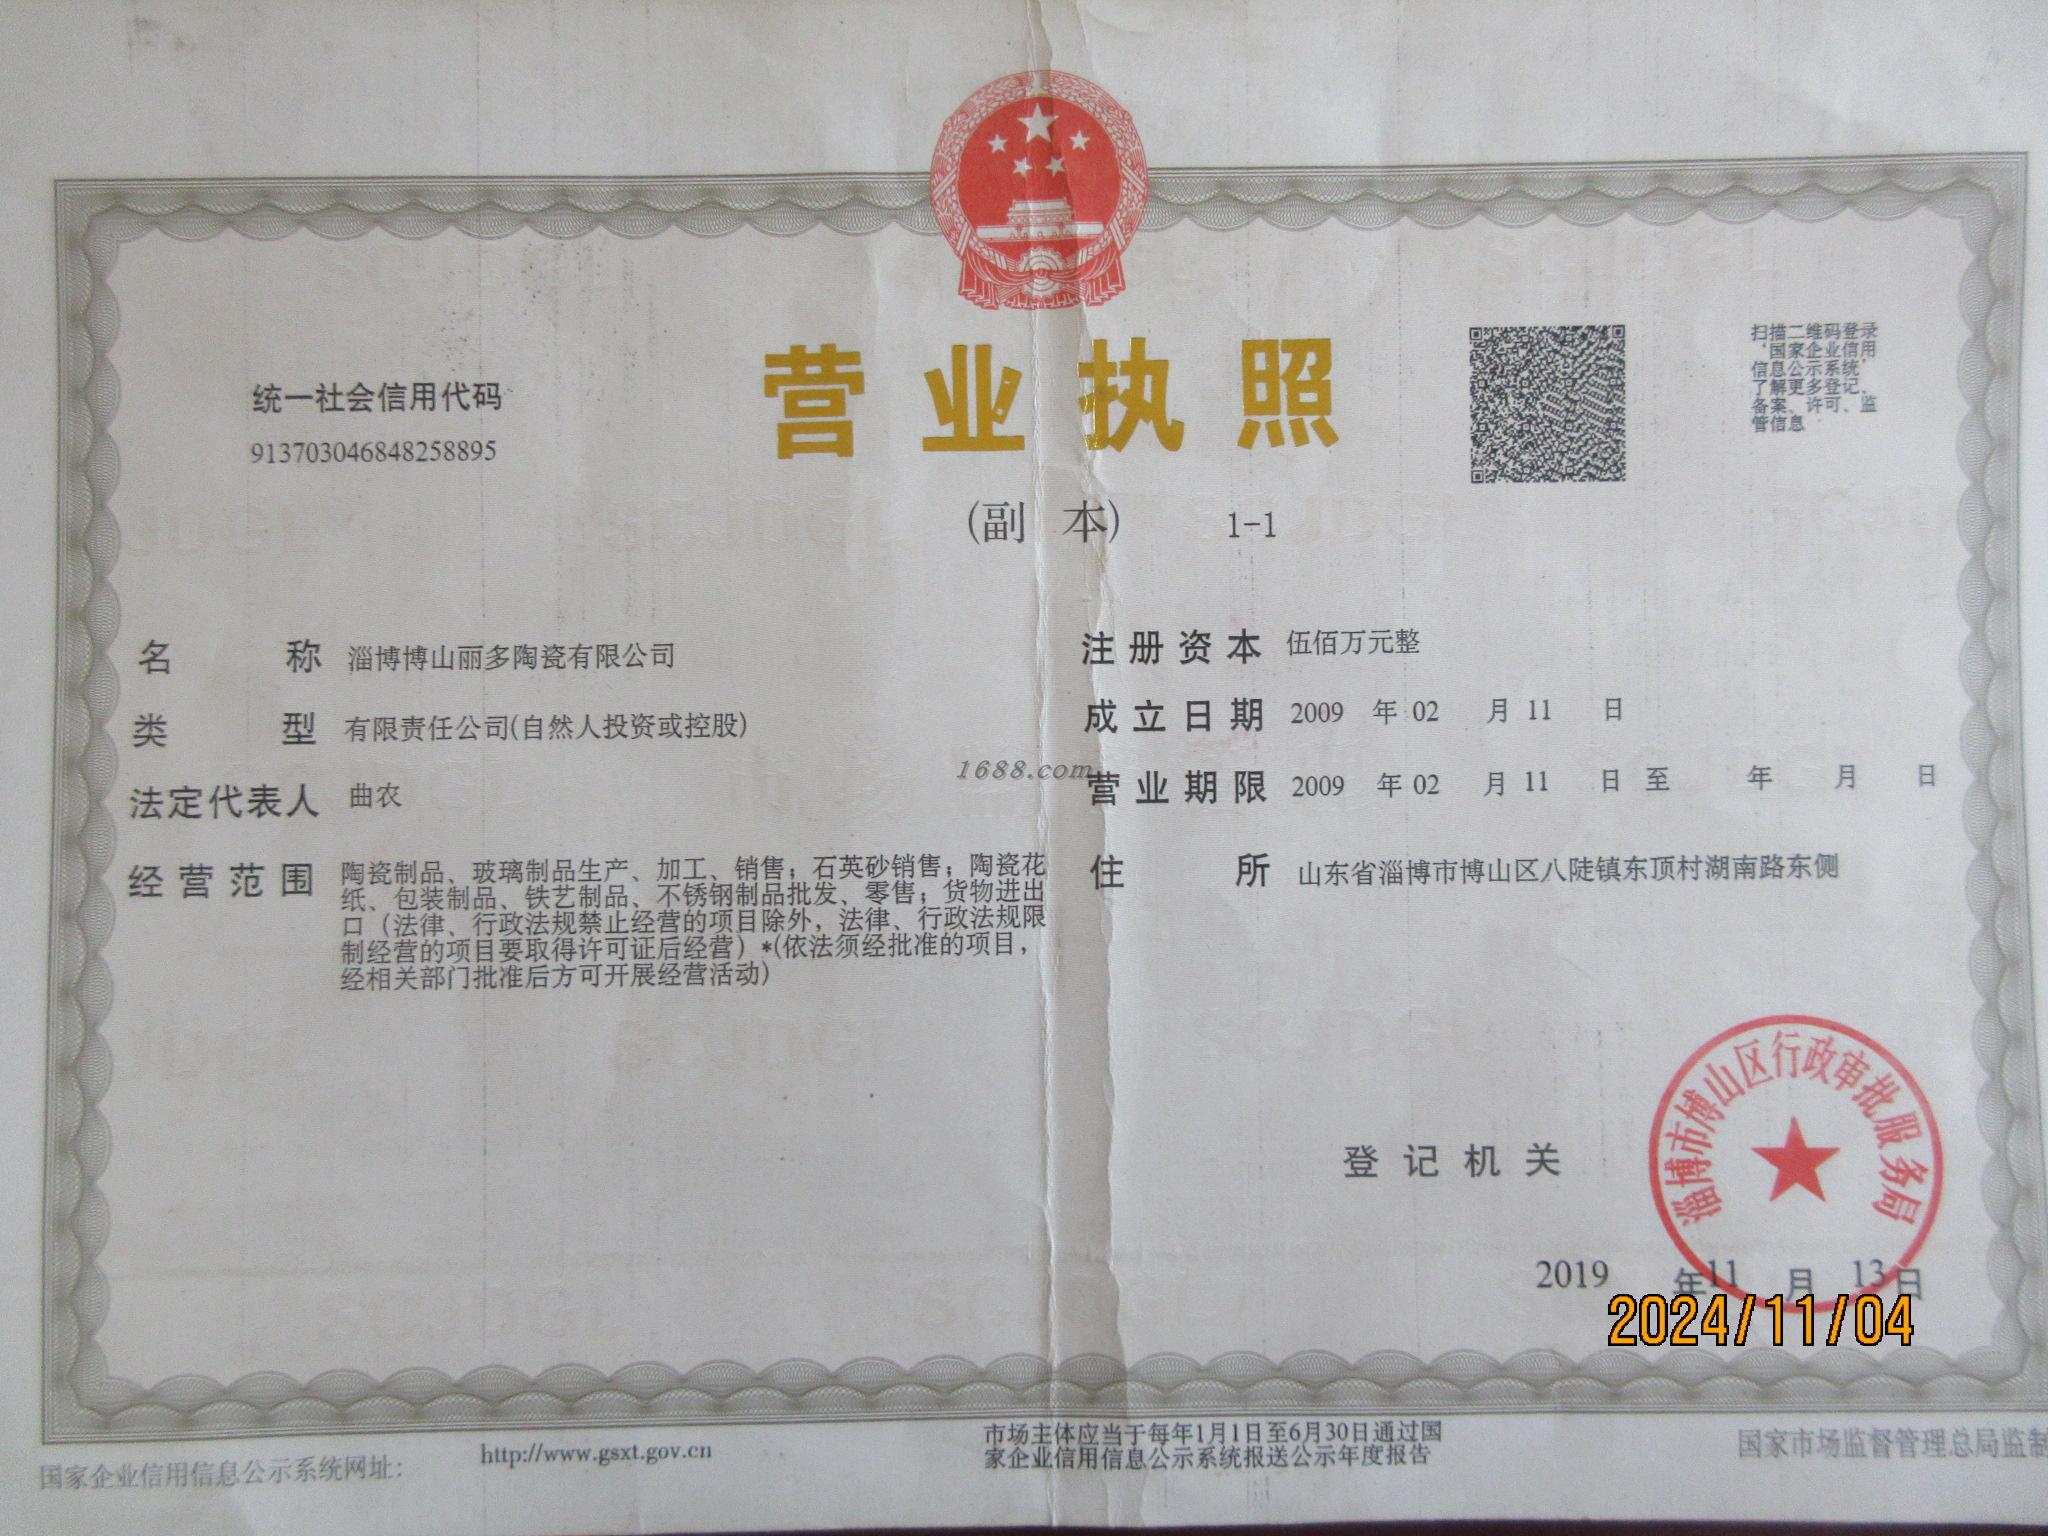 营业执照
(副 本) 1-1
统一社会信用代码
913703046848258895
扫描二维码登录
'国家企业信用
信息公示系统'
了解更多登记、
备案、许可、监
管信息
名 称 淄博博山丽多陶瓷有限公司
类 型 有限责任公司(自然人投资或控股)
法定代表人 曲农
经营范围 陶瓷制品、玻璃制品生产、加工、销售；石英砂销售；陶瓷花
纸、包装制品、铁艺制品、不锈钢制品批发、零售；货物进出
口（法律、行政法规禁止经营的项目除外，法律、行政法规限
制经营的项目要取得许可证后经营）*(依法须经批准的项目，
经相关部门批准后方可开展经营活动)
注册资本 伍佰万元整
成立日期 2009 年 02 月 11 日
营业期限 2009 年 02 月 11 日 至 年 月 日
住 所 山东省淄博市博山区八陡镇东顶村湖南路东侧
1688.com
登记机关
淄博市博山区行政审批服务局
2019 年 11 月 13 日
2024/11/04
国家企业信用信息公示系统网址： http://www.gsxt.gov.cn
市场主体应当于每年1月1日至6月30日通过国
家企业信用信息公示系统报送公示年度报告
国家市场监督管理总局监制